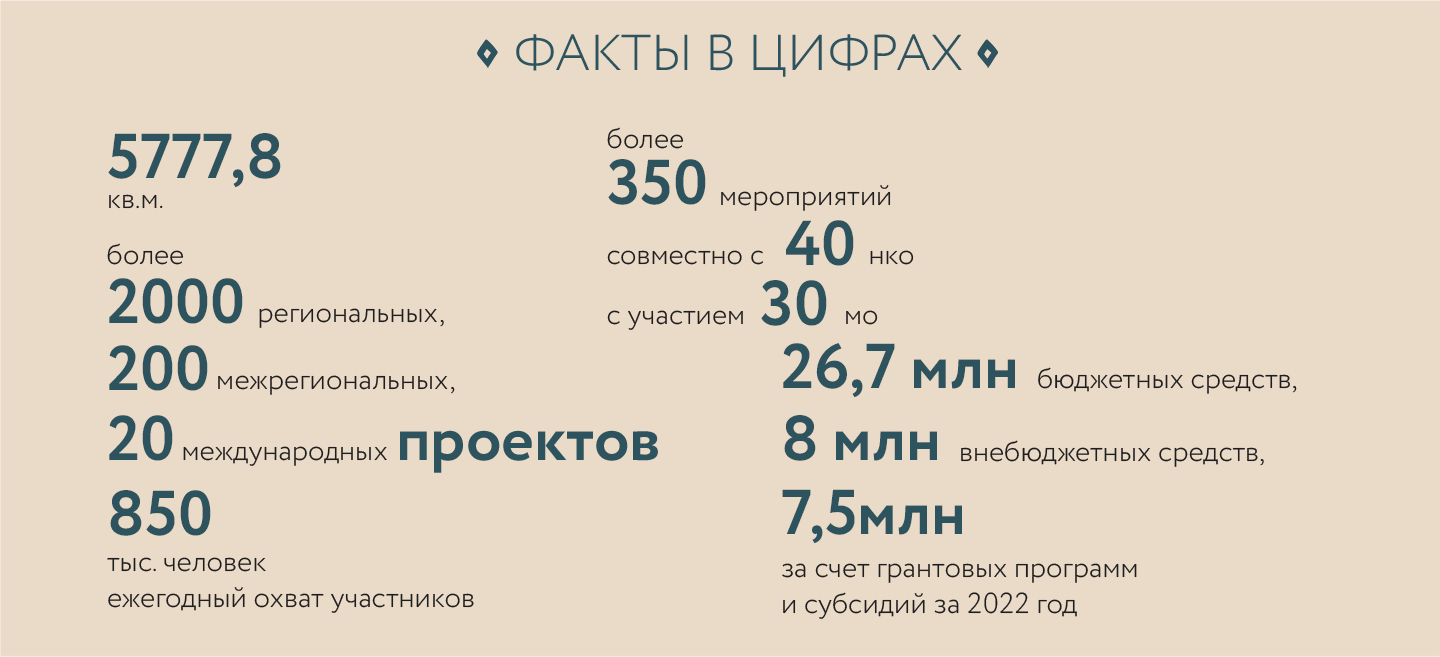 ФАКТЫ В ЦИФРАХ
5777,8
кв.м.
более
2000 региональных,
200 межрегиональных,
20 международных проектов
850
тыс. человек
ежегодный охват участников
более
350 мероприятий
совместно с 40 нко
с участием 30 мо
26,7 млн бюджетных средств,
8 млн внебюджетных средств,
7,5млн
за счет грантовых программ
и субсидий за 2022 год